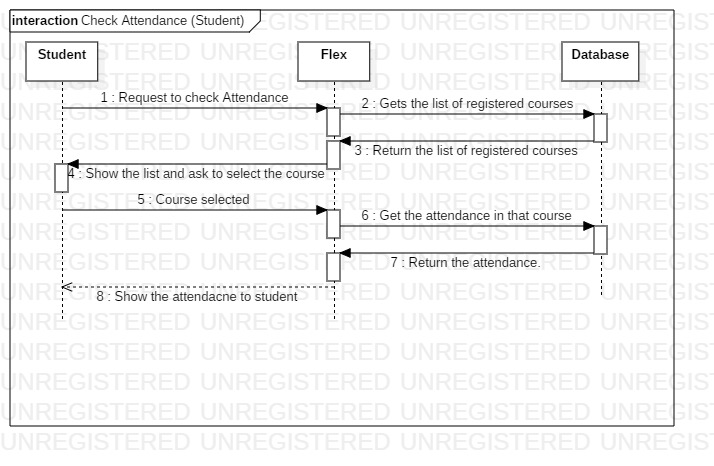 interaction Check Attendance (Student)
Student
Flex
Database
1 : Request to check Attendance
2 : Gets the list of registered courses
3 : Return the list of registered courses
4 : Show the list and ask to select the course
5 : Course selected
6 : Get the attendance in that course
7 : Return the attendance.
8 : Show the attendacne to student
UNREGISTERED UNREGISTERED UNREGISTERED UNREGIS